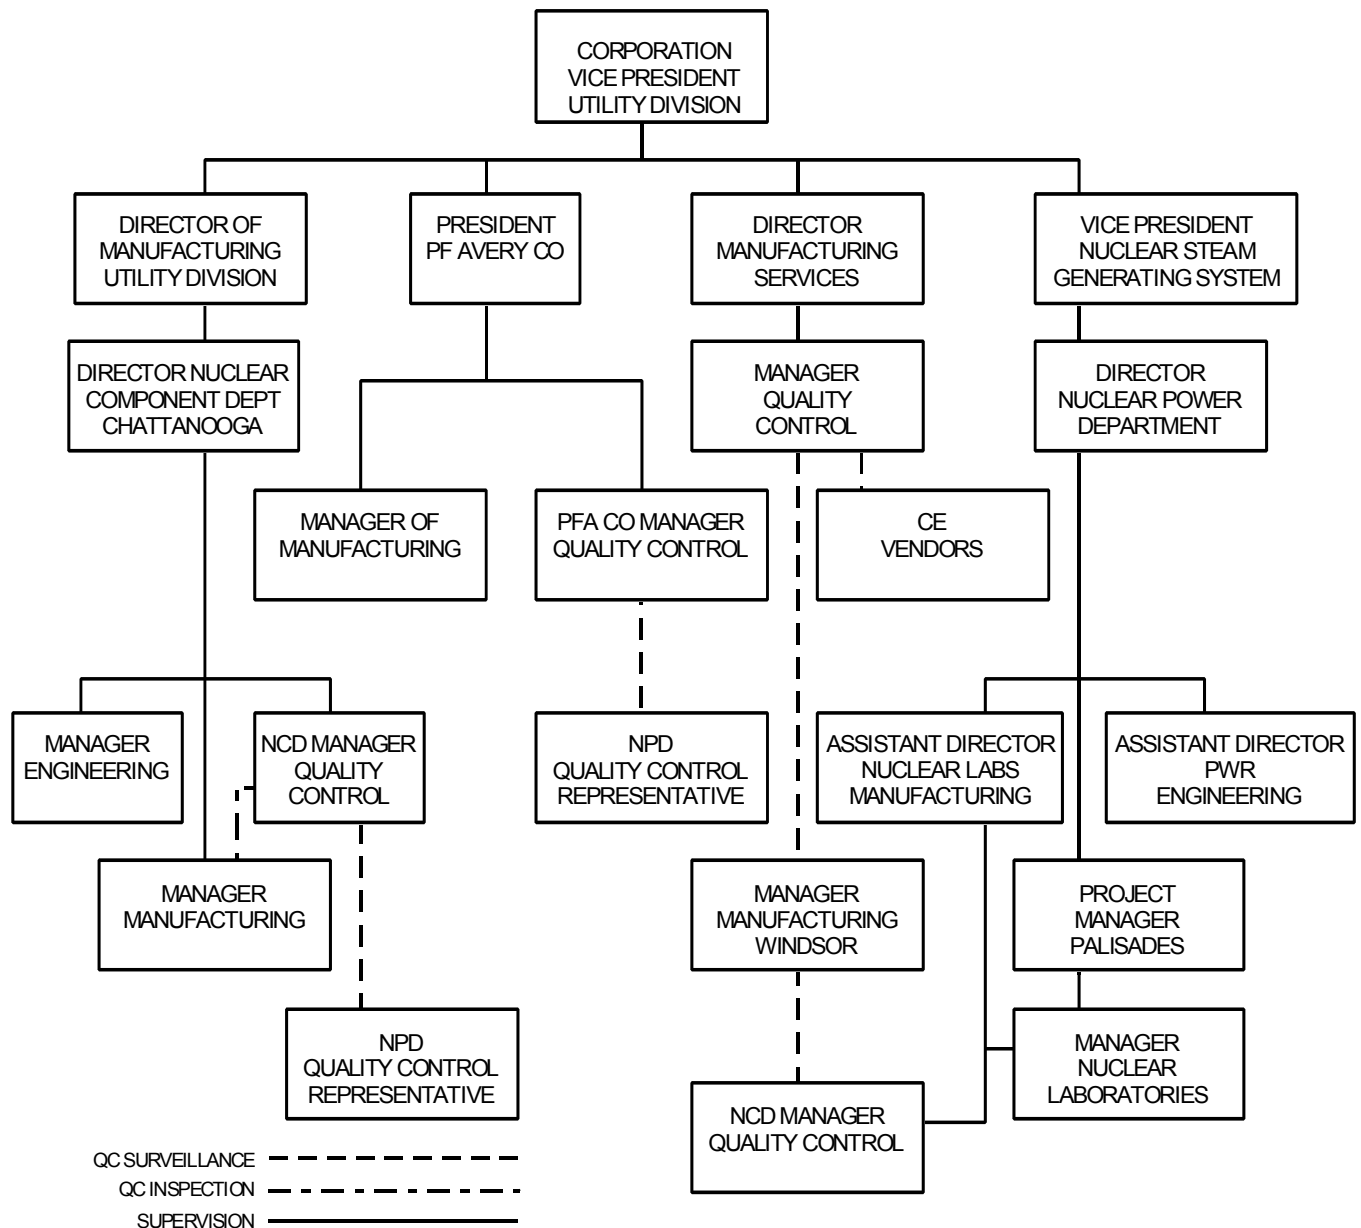 CORPORATION
VICE PRESIDENT
UTILITY DIVISION
DIRECTOR OF
MANUFACTURING
UTILITY DIVISION
PRESIDENT
PF AVERY CO
DIRECTOR
MANUFACTURING
SERVICES
VICE PRESIDENT
NUCLEAR STEAM
GENERATING SYSTEM
DIRECTOR NUCLEAR
COMPONENT DEPT
CHATTANOOGA
MANAGER
QUALITY
CONTROL
DIRECTOR
NUCLEAR POWER
DEPARTMENT
MANAGER OF
MANUFACTURING
PFA CO MANAGER
QUALITY CONTROL
CE
VENDORS
MANAGER
ENGINEERING
NCD MANAGER
QUALITY
CONTROL
NPD
QUALITY CONTROL
REPRESENTATIVE
ASSISTANT DIRECTOR
NUCLEAR LABS
MANUFACTURING
ASSISTANT DIRECTOR
PWR
ENGINEERING
MANAGER
MANUFACTURING
MANAGER
MANUFACTURING
WINDSOR
PROJECT
MANAGER
PALISADES
NPD
QUALITY CONTROL
REPRESENTATIVE
MANAGER
NUCLEAR
LABORATORIES
NCD MANAGER
QUALITY CONTROL
QC SURVEILLANCE
QC INSPECTION
SUPERVISION